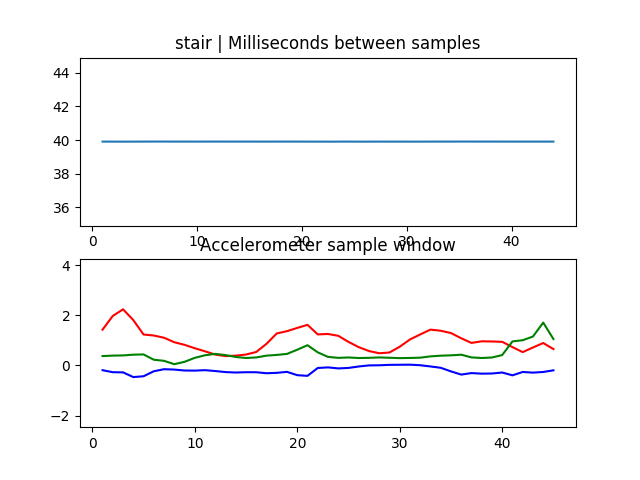 stair | Milliseconds between samples
44
42
40
38
36
0 10 20 30 40
Accelerometer sample window
4
2
0
−2
0 10 20 30 40